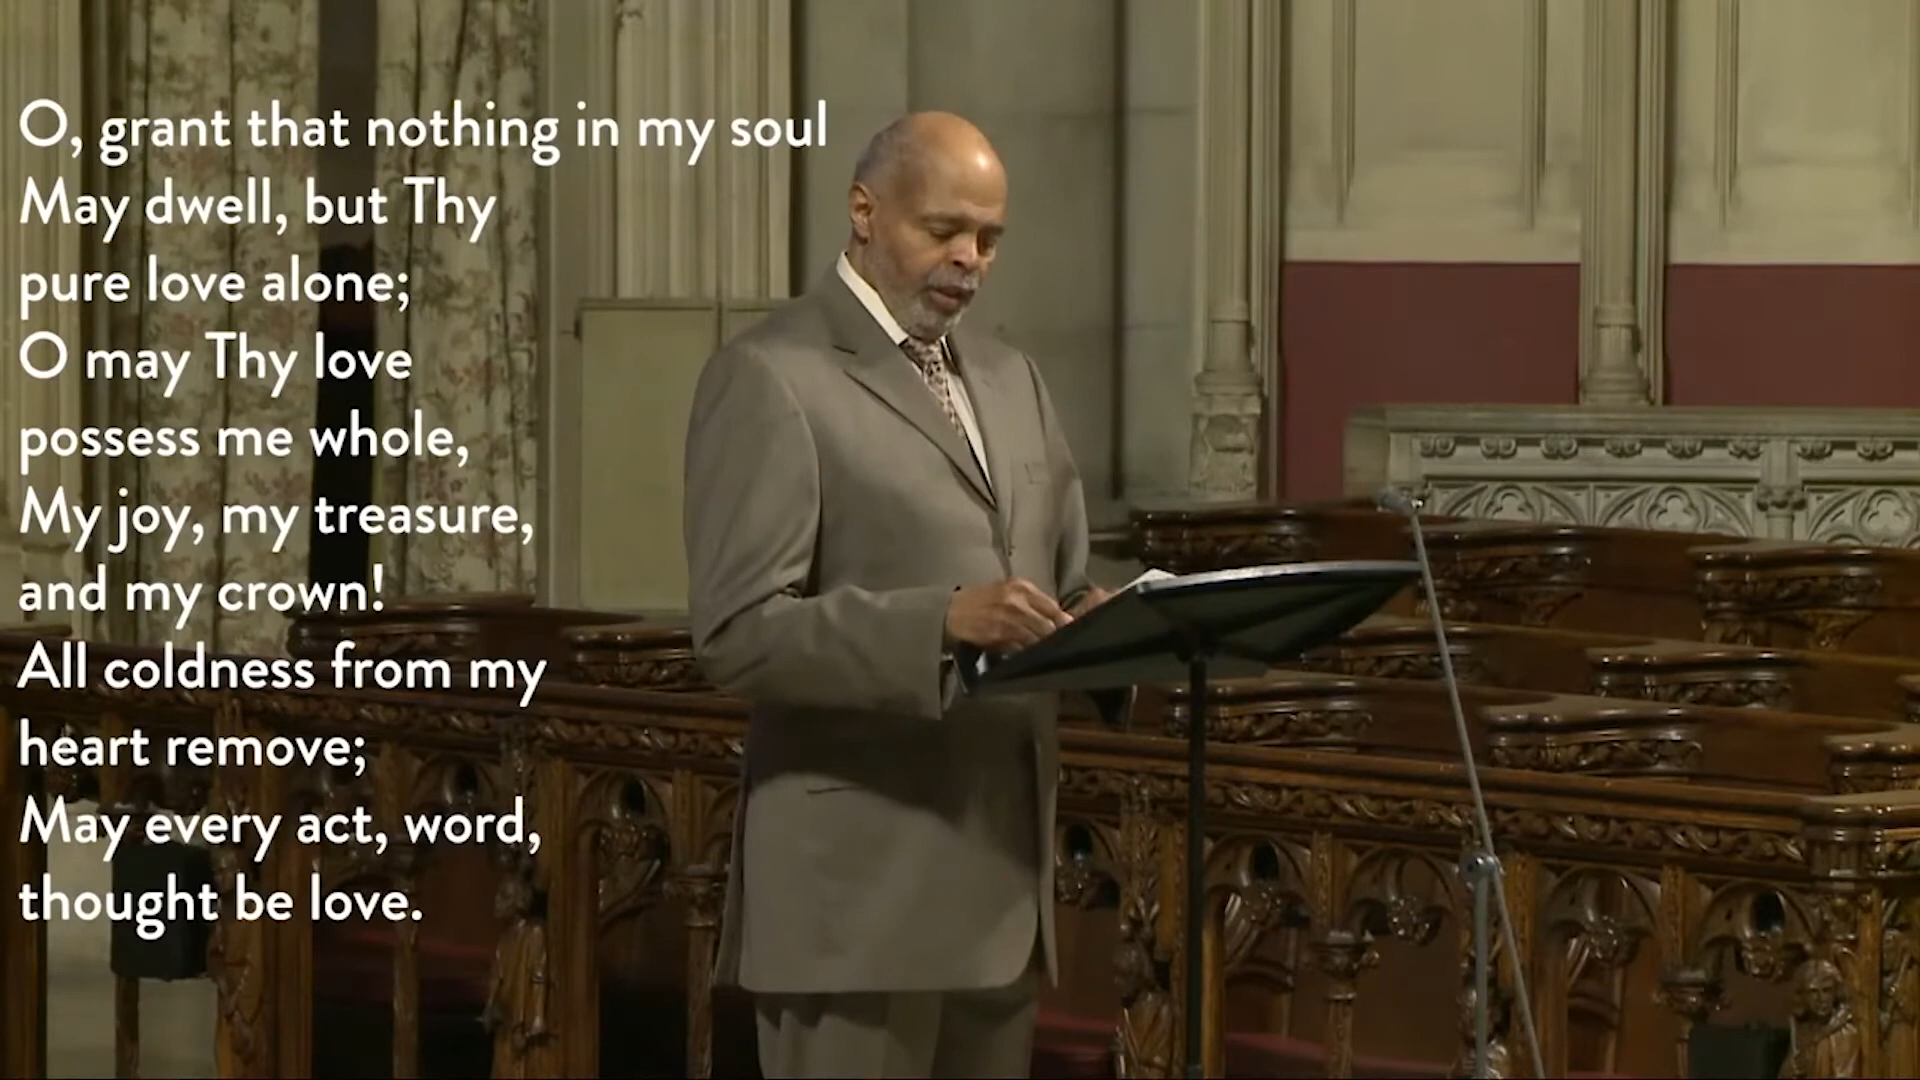 O, grant that nothing in my soul
May dwell, but Thy
pure love alone;
O may Thy love
possess me whole,
My joy, my treasure,
and my crown!
All coldness from my
heart remove;
May every act, word,
thought be love.